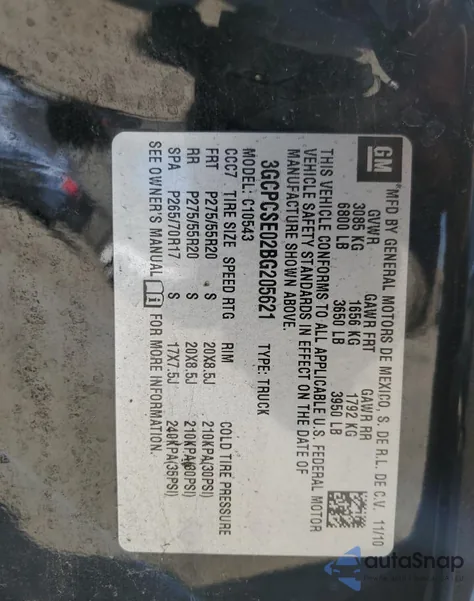 GM MFD BY GENERAL MOTORS DE MEXICO, S. DE R.L. DE C.V. 11/10
GVWR GAWR FRT GAWR RR
3085 KG 1656 KG 1792 KG
6800 LB 3650 LB 3950 LB
THIS VEHICLE CONFORMS TO ALL APPLICABLE U.S. FEDERAL MOTOR
VEHICLE SAFETY STANDARDS IN EFFECT ON THE DATE OF
MANUFACTURE SHOWN ABOVE.
3GCPCSE02BG205621 TYPE: TRUCK
C10543
CCC7 TIRE SIZE SPEED RTG RIM COLD TIRE PRESSURE
FRT P275/55R20 S 20X8.5J 210KPA(30PSI)
RR P275/55R20 S 20X8.5J 210KPA(30PSI)
SPA P265/70R17 S 17X7.5J 240KPA(35PSI)
SEE OWNER'S MANUAL FOR MORE INFORMATION.
autoSnap